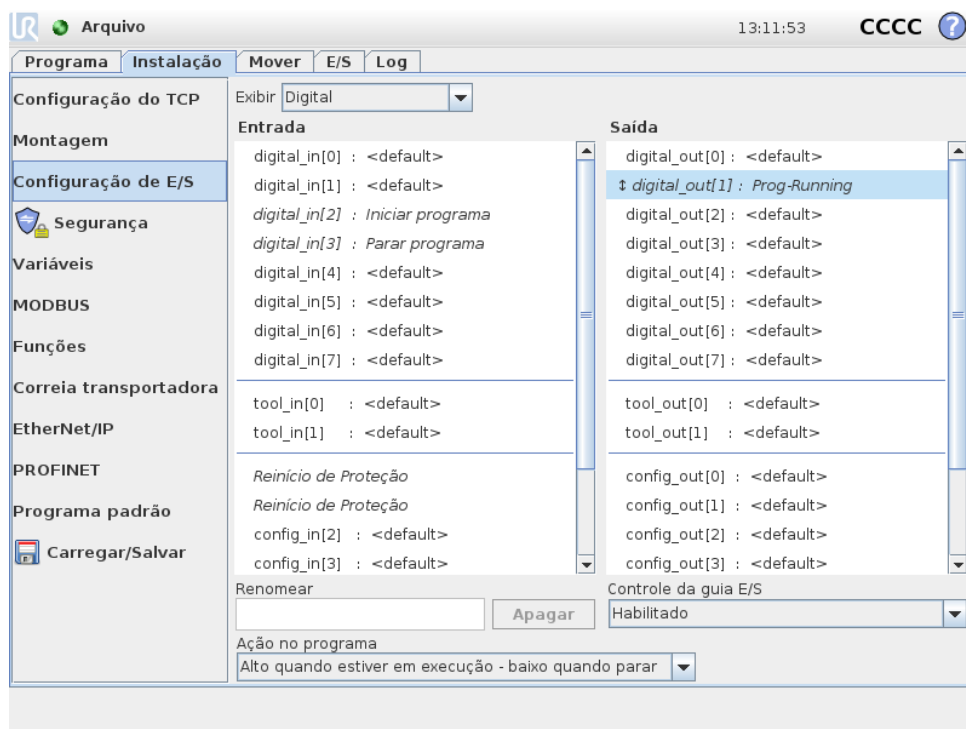 Arquivo 13:11:53 CCCC ?
Programa Instalação Mover E/S Log
Configuração do TCP
Montagem
Configuração de E/S
Segurança
Variáveis
MODBUS
Funções
Correia transportadora
EtherNet/IP
PROFINET
Programa padrão
Carregar/Salvar
Exibir Digital
Entrada
digital_in[0] : <default>
digital_in[1] : <default>
digital_in[2] : Iniciar programa
digital_in[3] : Parar programa
digital_in[4] : <default>
digital_in[5] : <default>
digital_in[6] : <default>
digital_in[7] : <default>
tool_in[0] : <default>
tool_in[1] : <default>
Reinício de Proteção
Reinício de Proteção
config_in[2] : <default>
config_in[3] : <default>
Saída
digital_out[0] : <default>
↕ digital_out[1] : Prog-Running
digital_out[2] : <default>
digital_out[3] : <default>
digital_out[4] : <default>
digital_out[5] : <default>
digital_out[6] : <default>
digital_out[7] : <default>
tool_out[0] : <default>
tool_out[1] : <default>
config_out[0] : <default>
config_out[1] : <default>
config_out[2] : <default>
config_out[3] : <default>
Renomear
Apagar
Controle da guia E/S
Habilitado
Ação no programa
Alto quando estiver em execução - baixo quando parar